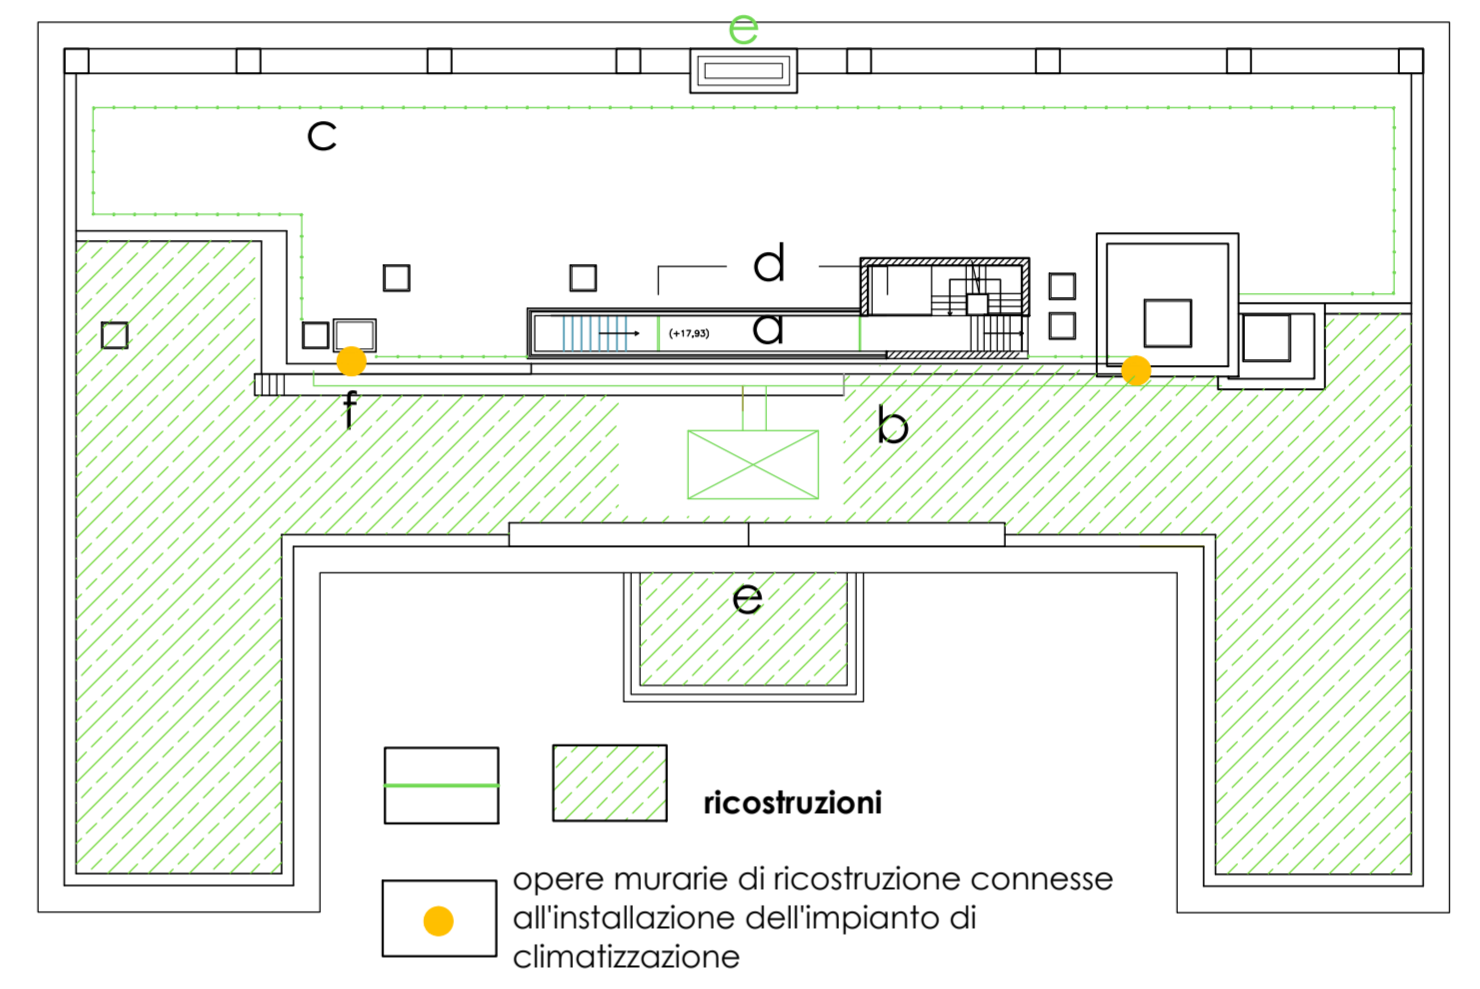 e
c
d
a
(+17,93)
f
b
e
ricostruzioni
opere murarie di ricostruzione connesse
all'installazione dell'impianto di
climatizzazione